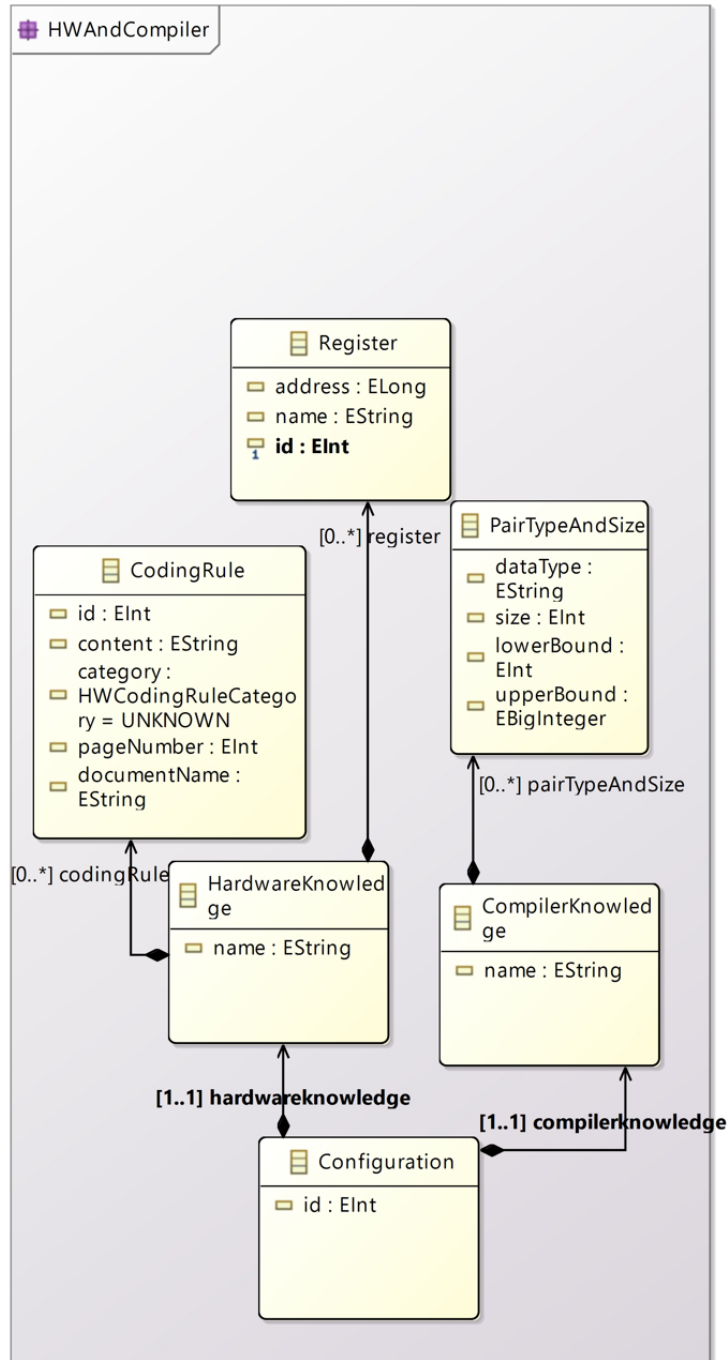 HWAndCompiler
Register
address : ELong
name : EString
id : EInt
1
[0..*] register
PairTypeAndSize
dataType :
EString
size : EInt
lowerBound :
EInt
upperBound :
EBigInteger
CodingRule
id : EInt
content : EString
category :
HWCodingRuleCatego
ry = UNKNOWN
pageNumber : EInt
documentName :
EString
[0..*] pairTypeAndSize
[0..*] codingRule
HardwareKnowled
ge
name : EString
CompilerKnowled
ge
name : EString
[1..1] hardwareknowledge
[1..1] compilerknowledge
Configuration
id : EInt